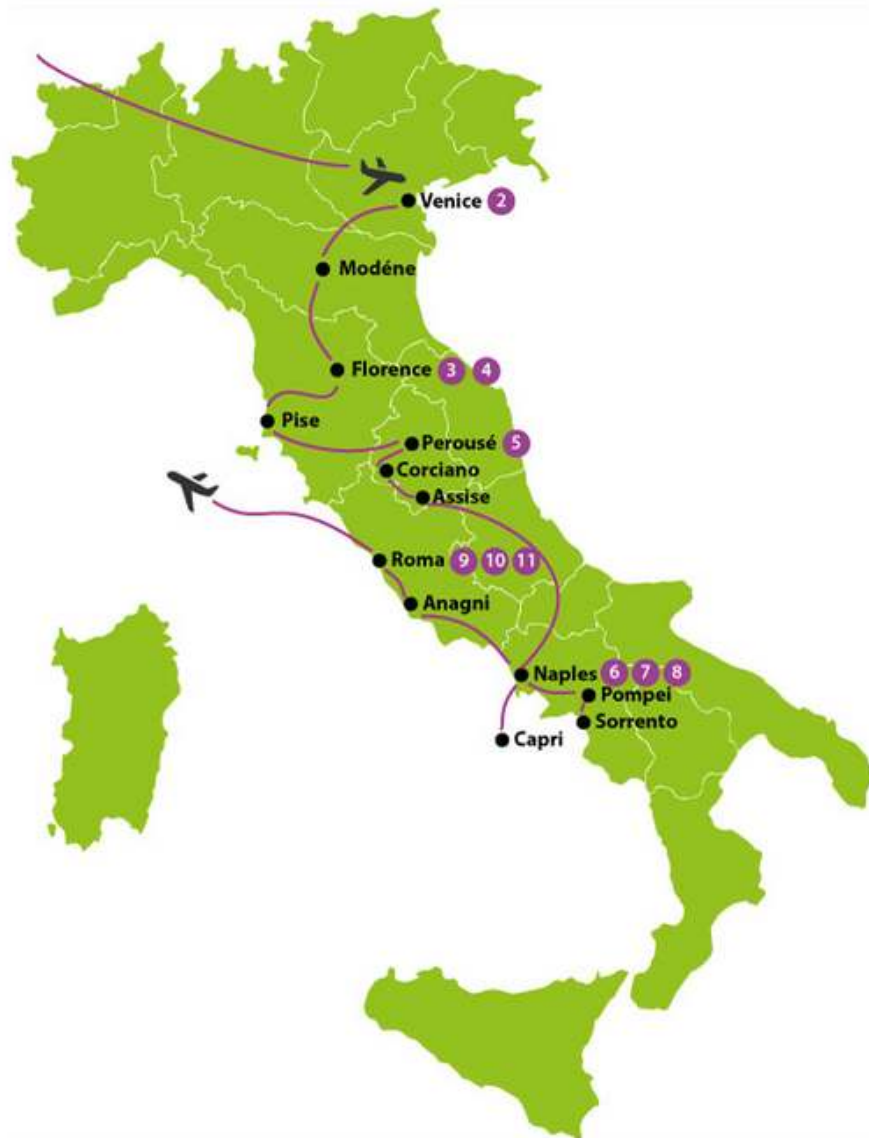 Venice 2
Modéne
Florence 3 4
Pise
Perousé 5
Corciano
Assise
Roma 9 10 11
Anagni
Naples 6 7 8
Pompei
Sorrento
Capri